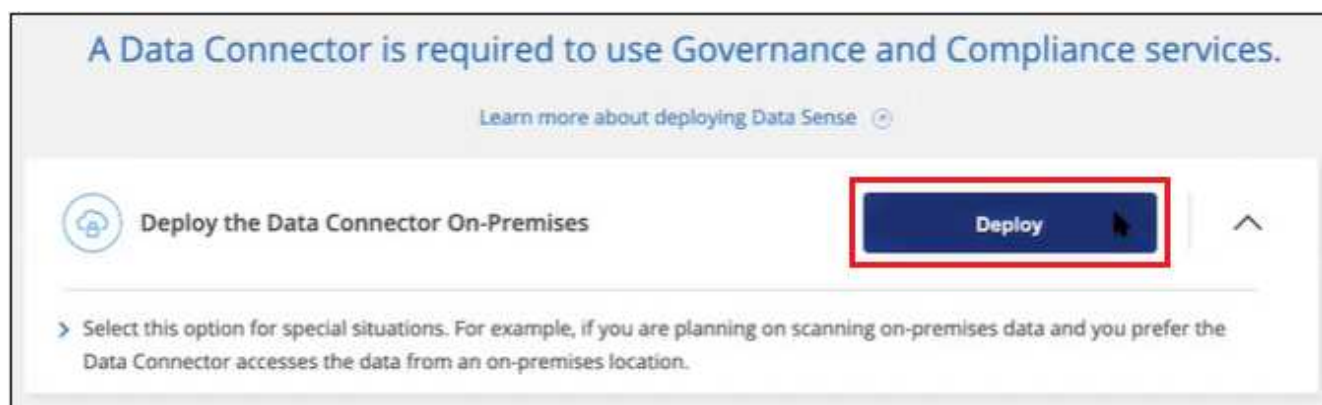 A Data Connector is required to use Governance and Compliance services.
Learn more about deploying Data Sense
Deploy the Data Connector On-Premises
Deploy
Select this option for special situations. For example, if you are planning on scanning on-premises data and you prefer the
Data Connector accesses the data from an on-premises location.